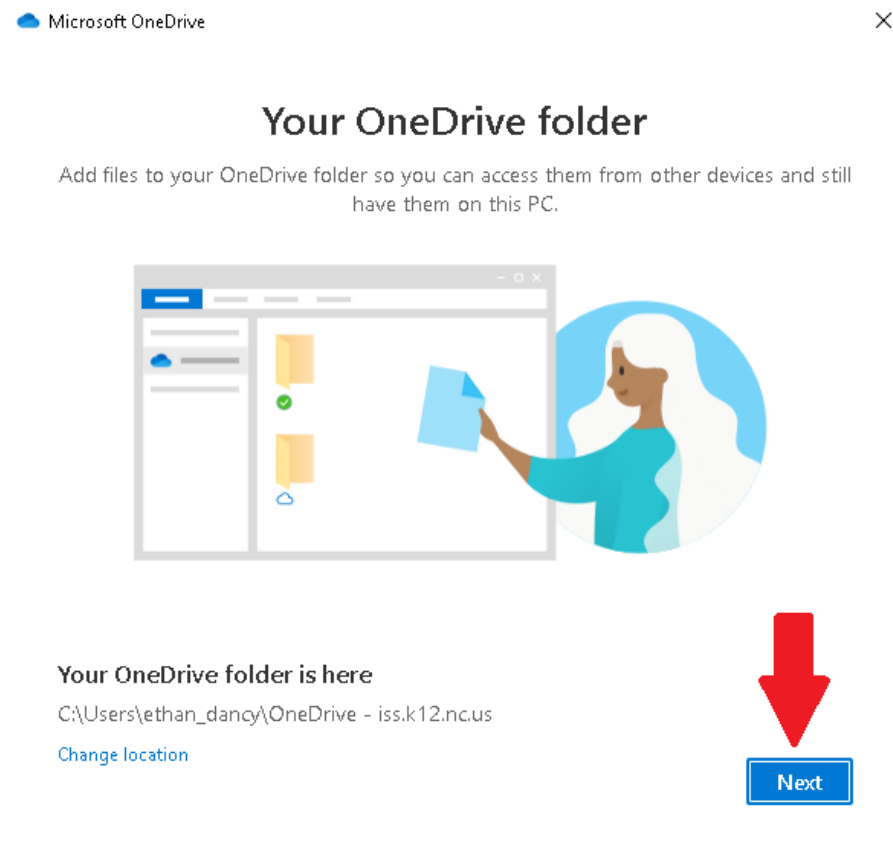 Microsoft OneDrive
Your OneDrive folder
Add files to your OneDrive folder so you can access them from other devices and still
have them on this PC.
Your OneDrive folder is here
C:\Users\ethan_dancy\OneDrive - iss.k12.nc.us
Change location
Next